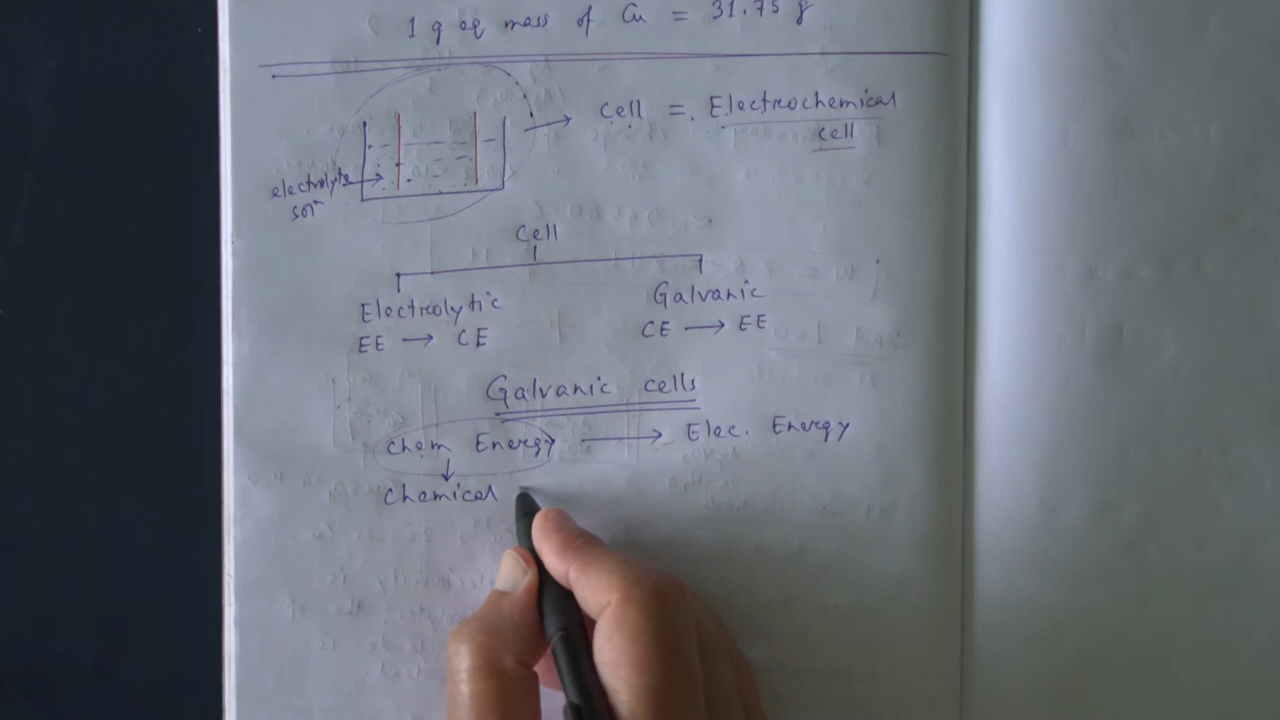 1 g eq mass of Cu = 31.75 g
cell = Electrochemical
cell
electrolyte
solⁿ
Cell
Electrolytic
EE → CE
Galvanic
CE → EE
Galvanic cells
Chem Energy → Elec. Energy
↓
Chemical